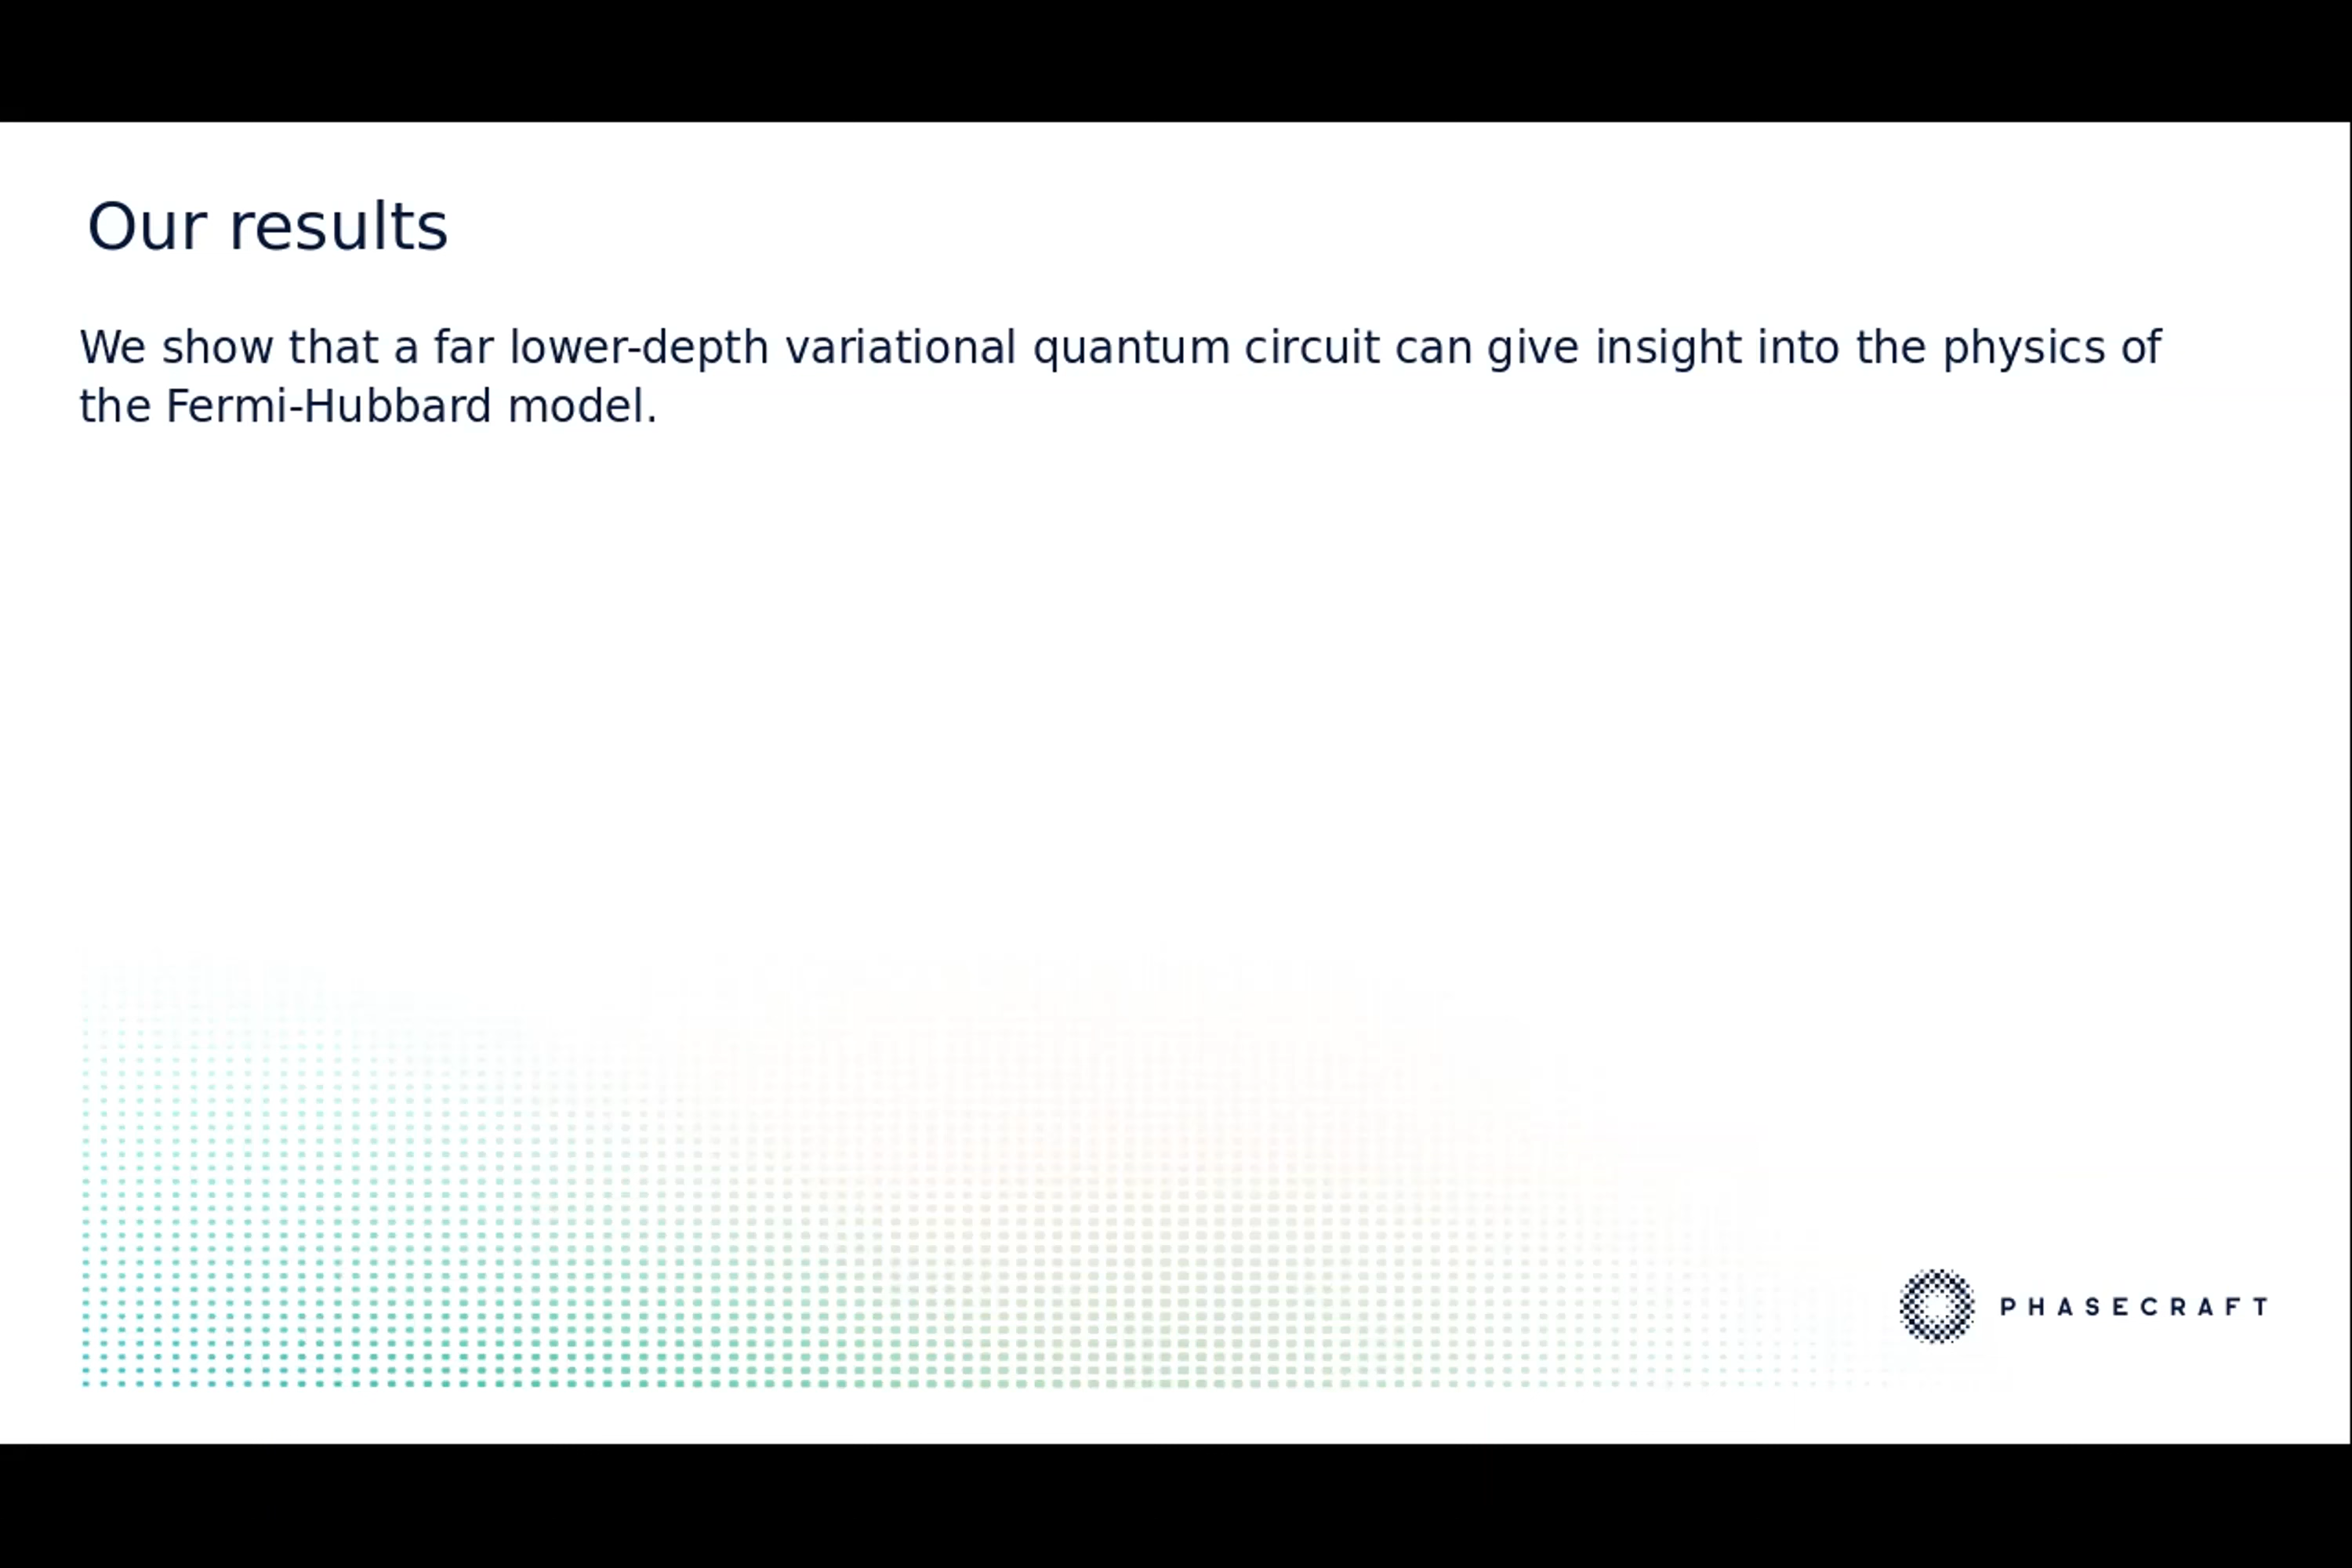 Our results
We show that a far lower-depth variational quantum circuit can give insight into the physics of
the Fermi-Hubbard model.
PHASECRAFT